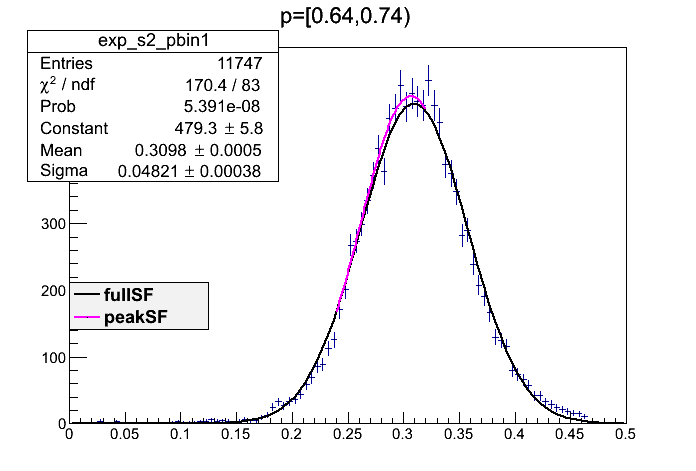 p=[0.64,0.74)
exp_s2_pbin1
Entries 11747
χ² / ndf 170.4 / 83
Prob 5.391e-08
Constant 479.3 ± 5.8
Mean 0.3098 ± 0.0005
Sigma 0.04821 ± 0.00038
300
200
fullSF
peakSF
100
0
0 0.05 0.1 0.15 0.2 0.25 0.3 0.35 0.4 0.45 0.5